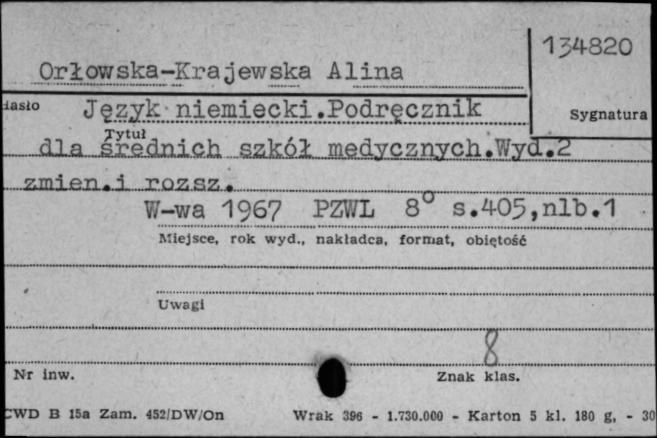 134820
Orłowska-Krajewska Alina
Hasło Język niemiecki.Podręcznik Sygnatura
Tytuł
dla średnich szkół medycznych.Wyd.2
zmien.i rozsz.
W-wa 1967 PZWL 8° s.405,nlb.1
Miejsce, rok wyd., nakładca, format, objętość
Uwagi
8
Nr inw. Znak klas.
CWD B 15a Zam. 452/DW/On Wrak 396 - 1.730.000 - Karton 5 kl. 180 g. - 30